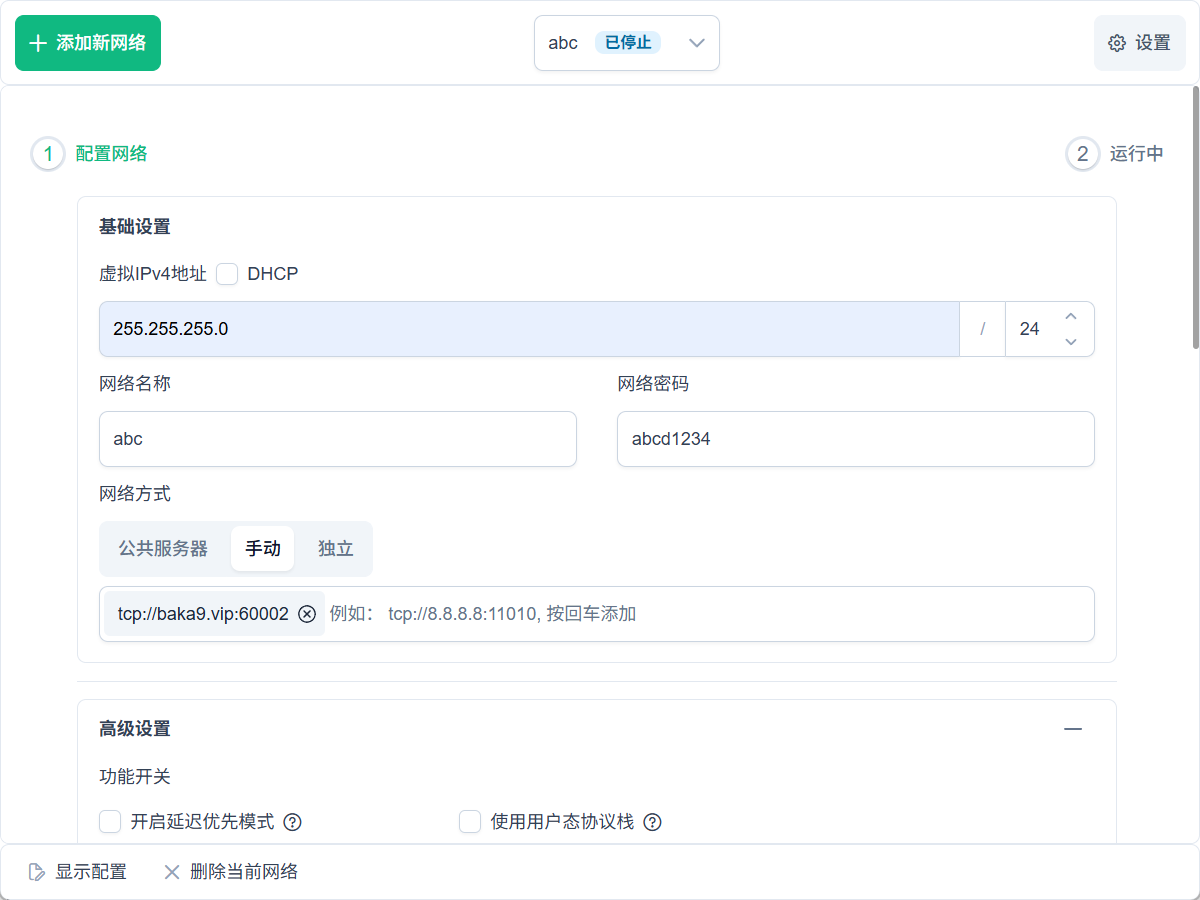 添加新网络
abc 已停止
设置
1 配置网络
2 运行中
基础设置
虚拟IPv4地址 DHCP
255.255.255.0 / 24
网络名称 网络密码
abc abcd1234
网络方式
公共服务器 手动 独立
tcp://baka9.vip:60002 例如： tcp://8.8.8.8:11010, 按回车添加
高级设置
功能开关
开启延迟优先模式 使用用户态协议栈
显示配置 删除当前网络